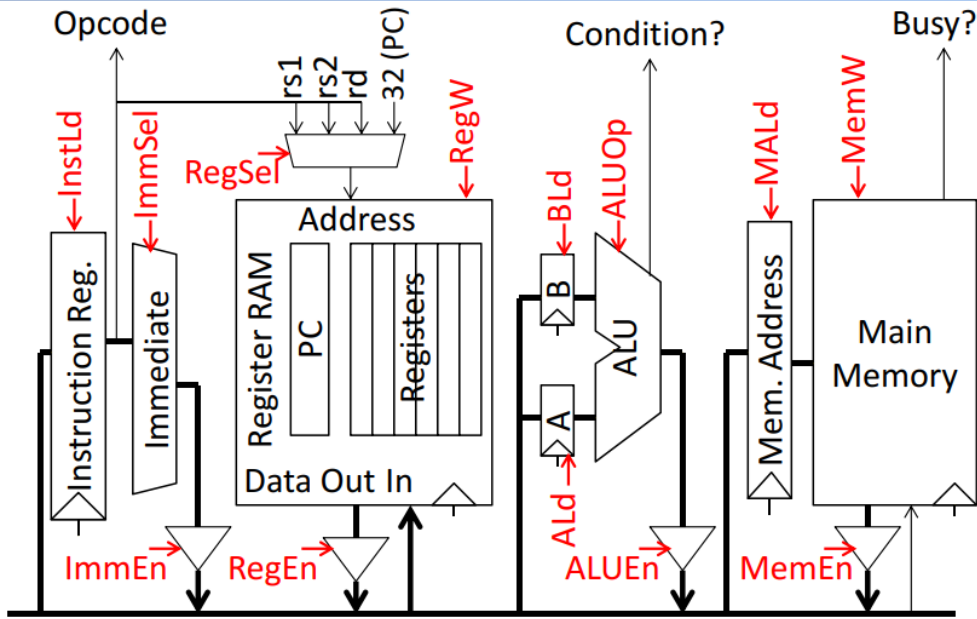 Opcode
Condition?
Busy?
rs1
rs2
rd
32 (PC)
InstLd
ImmSel
RegSel
RegW
BLd
ALUOp
MALd
MemW
Instruction Reg.
Immediate
Address
Register RAM
PC
Registers
Data Out In
B
A
ALU
Mem. Address
Main
Memory
ALd
ImmEn
RegEn
ALUEn
MemEn